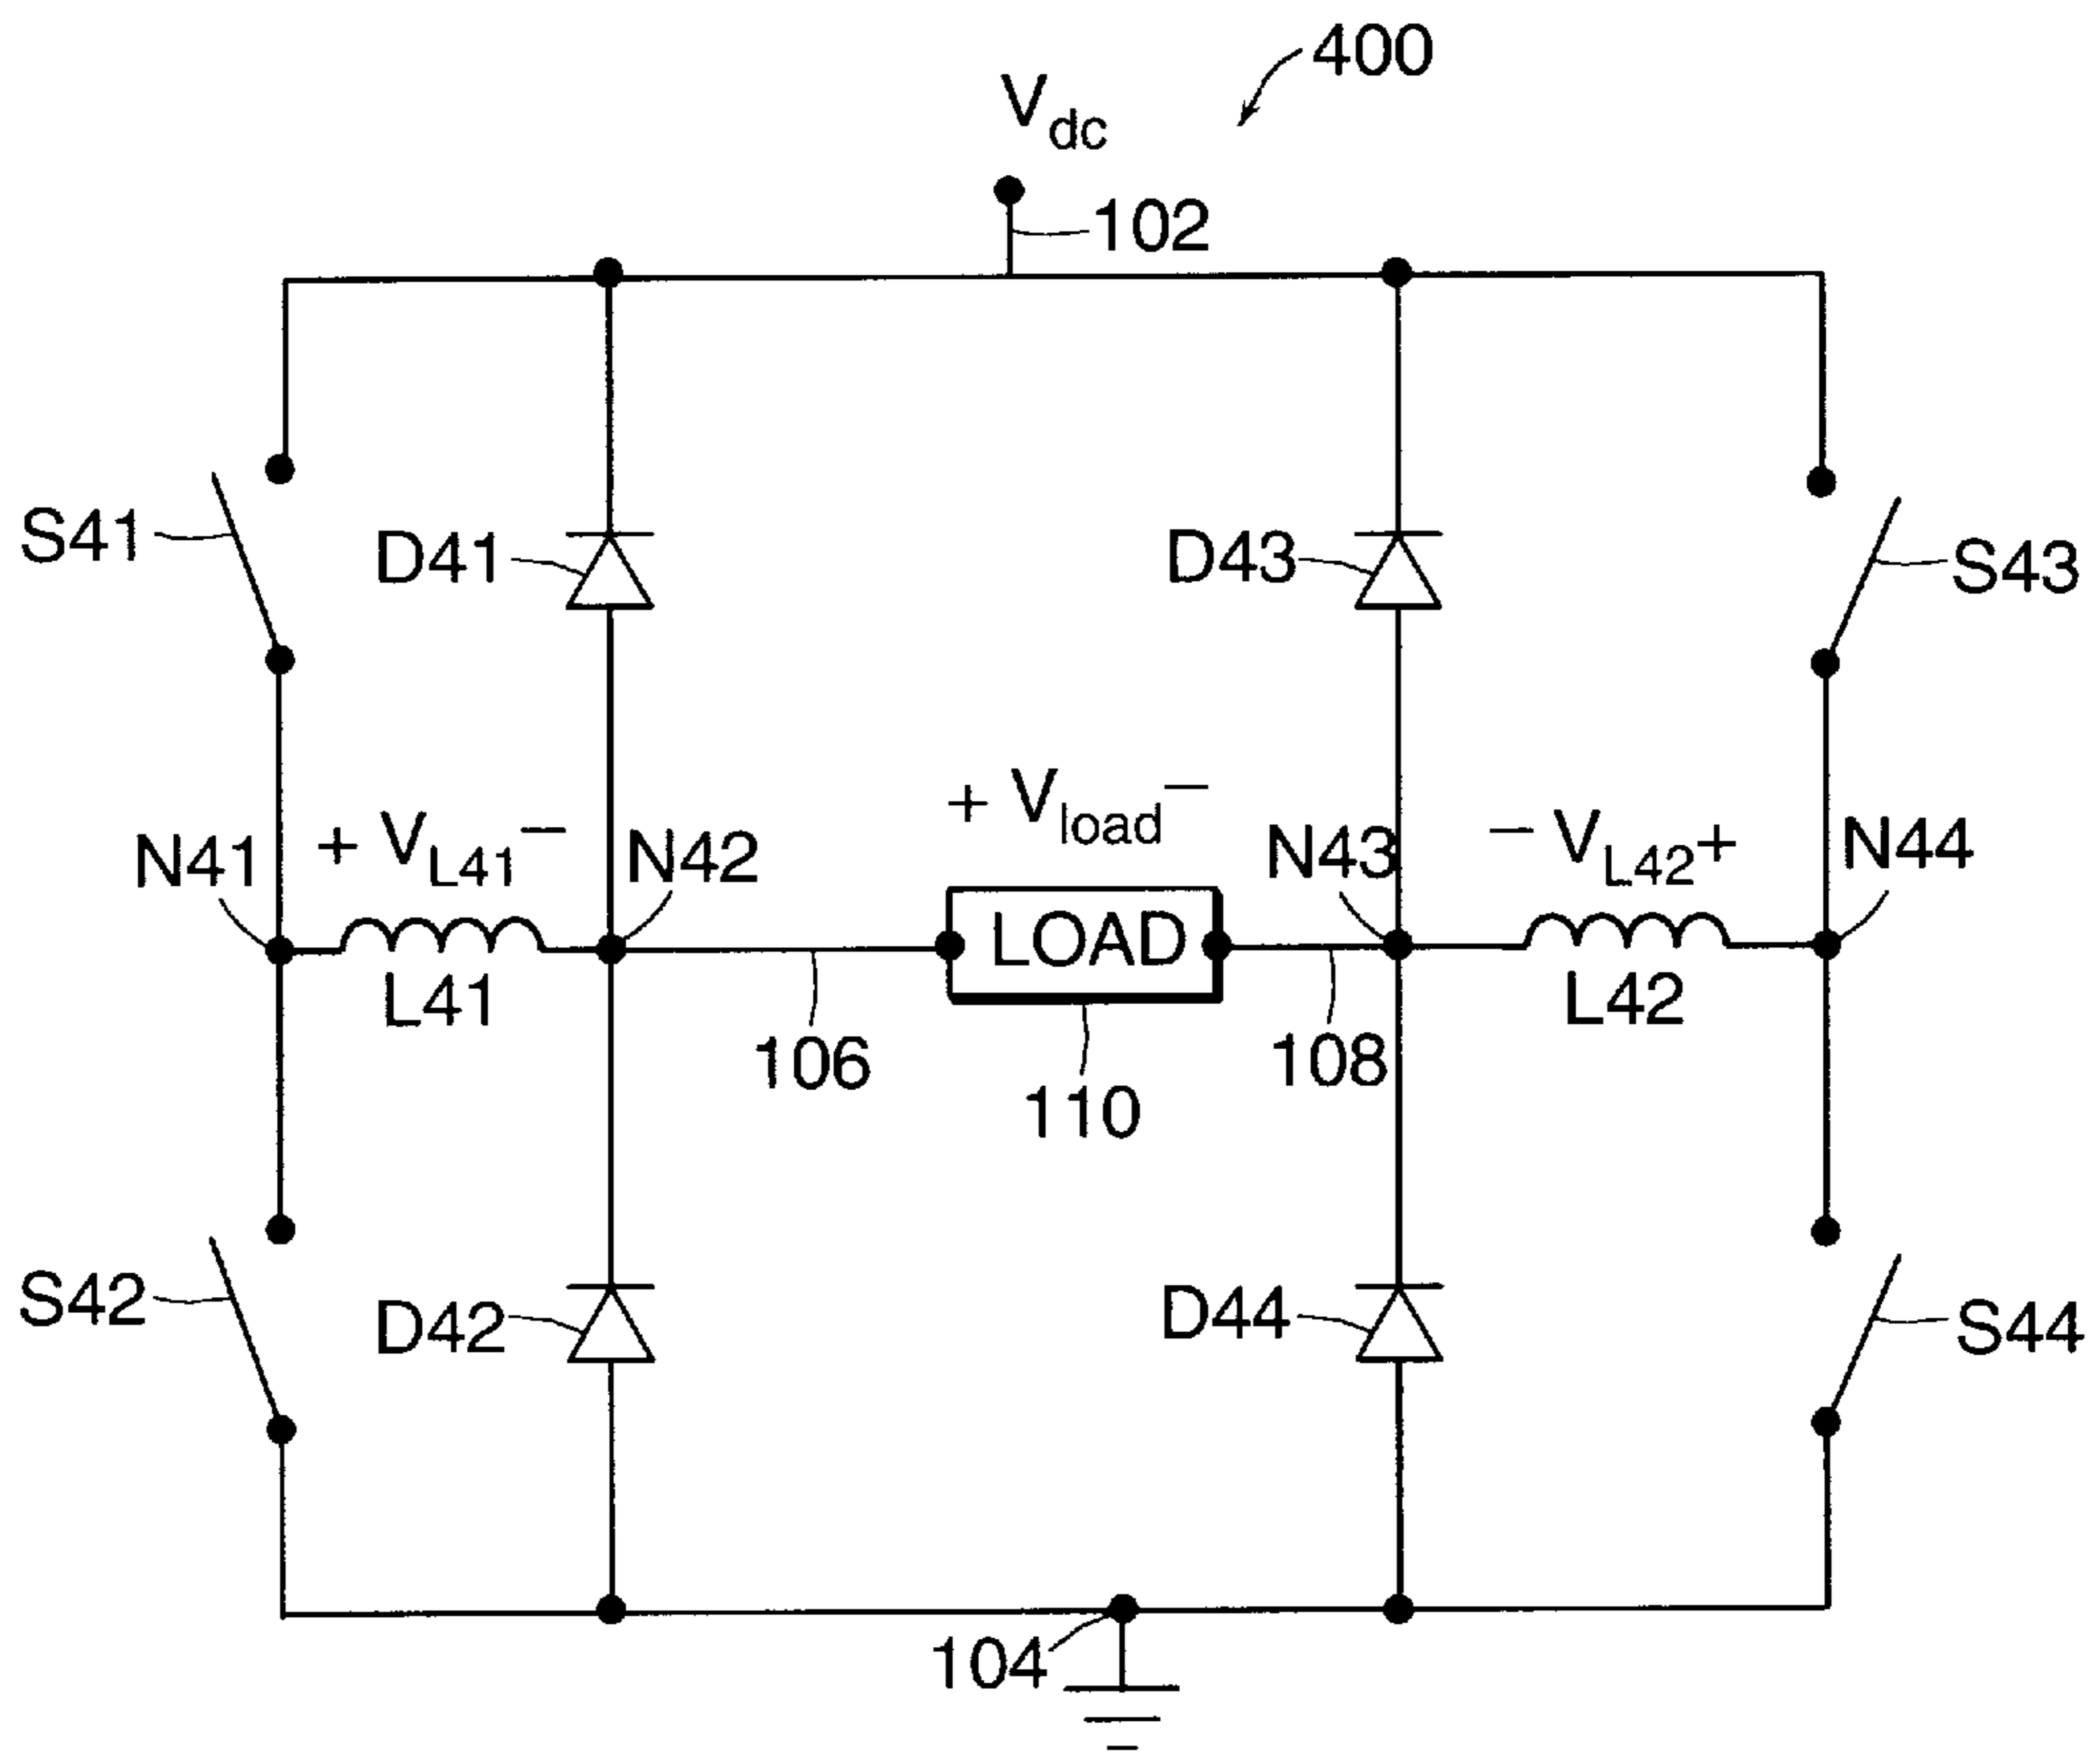 400
Vdc
102
S41
D41
D43
S43
N41
+ VL41 −
N42
+ Vload −
N43
− VL42 +
N44
LOAD
L41
L42
106
110
108
S42
D42
D44
S44
104